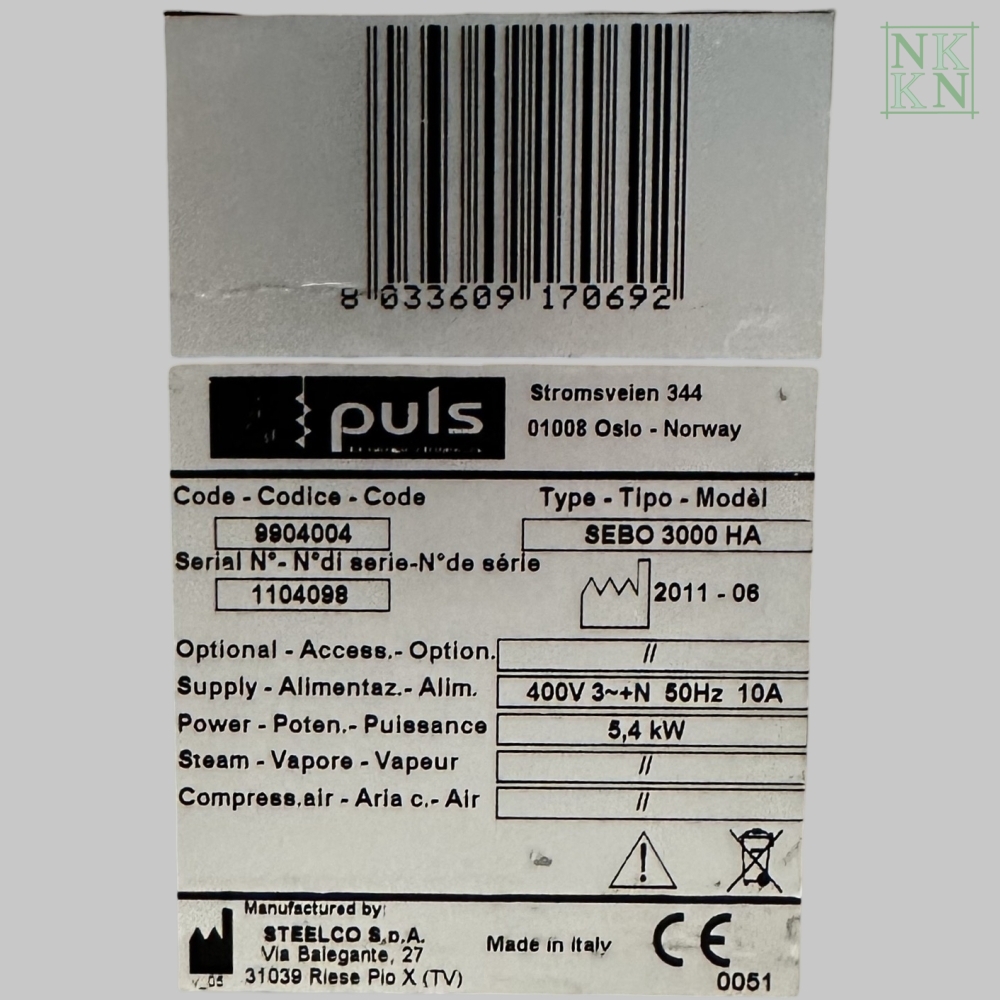 NK
KN
8 033609 170692
puls
Stromsveien 344
01008 Oslo - Norway
Code - Codice - Code
Type - Tipo - Modèl
9904004
SEBO 3000 HA
Serial N°- N°di serie-N°de série
1104098
2011 - 06
Optional - Access.- Option.
//
Supply - Alimentaz.- Alim.
400V 3~+N 50Hz 10A
Power - Poten.- Puissance
5,4 kW
Steam - Vapore - Vapeur
//
Compress.air - Aria c.- Air
//
Manufactured by:
STEELCO S.p.A.
Via Balegante, 27
31039 Riese Pio X (TV)
Made in Italy
CE
0051
v_05